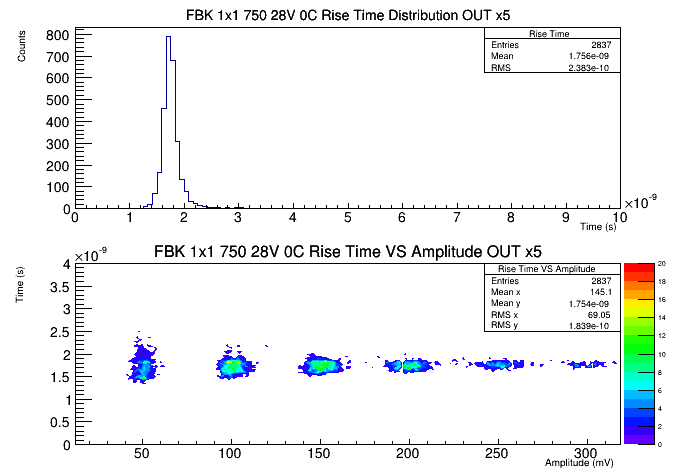 FBK 1x1 750 28V 0C Rise Time Distribution OUT x5
Counts
Rise Time
Entries 2837
Mean 1.756e-09
RMS 2.383e-10
800
700
600
500
400
300
200
100
0
0 1 2 3 4 5 6 7 8 9 10
×10⁻⁹
Time (s)
FBK 1x1 750 28V 0C Rise Time VS Amplitude OUT x5
×10⁻⁹
Time (s)
Rise Time VS Amplitude
Entries 2837
Mean x 145.1
Mean y 1.754e-09
RMS x 69.05
RMS y 1.839e-10
4
3.5
3
2.5
2
1.5
1
0.5
0
50 100 150 200 250 300
Amplitude (mV)
20
18
16
14
12
10
8
6
4
2
0